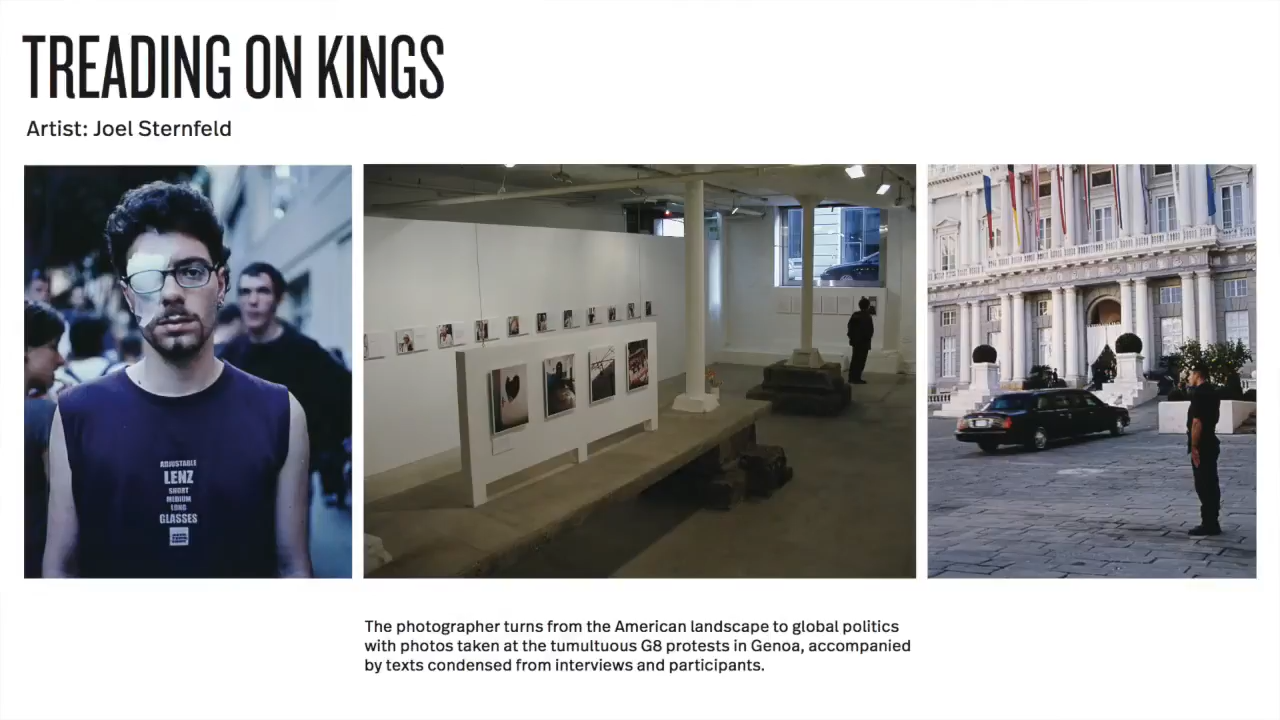 TREADING ON KINGS
Artist: Joel Sternfeld
ADJUSTABLE
LENZ
SHORT
MEDIUM
LONG
GLASSES
The photographer turns from the American landscape to global politics
with photos taken at the tumultuous G8 protests in Genoa, accompanied
by texts condensed from interviews and participants.